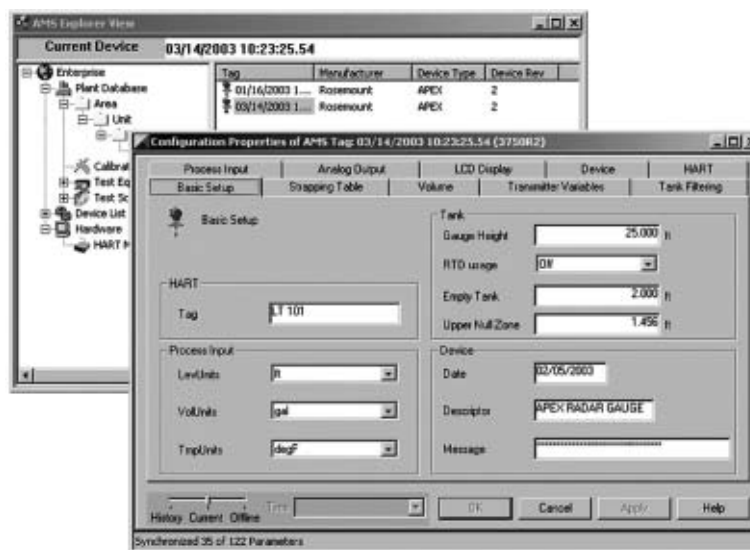 AMS Explorer View
Current Device 03/14/2003 10:23:25.54
Enterprise
Plant Database
Area
Unit
Calibrat
Test Eq
Test Sc
Device List
Hardware
HART M
Tag Manufacturer Device Type Device Rev
01/16/2003 1... Rosemount APEX 2
03/14/2003 1... Rosemount APEX 2
Configuration Properties of AMS Tag: 03/14/2003 10:23:25.54 (3750R2)
Process Input Analog Output LCD Display Device HART
Basic Setup Strapping Table Volume Transmitter Variables Tank Filtering
Basic Setup
HART
Tag LT 101
Process Input
LevUnits ft
VolUnits gal
TmpUnits degF
Tank
Gauge Height 25.000 ft
RTD usage Off
Empty Tank 2.000 ft
Upper Null Zone 1.456 ft
Device
Date 02/05/2003
Descriptor APEX RADAR GAUGE
Message
History Current Offline
Time
OK Cancel Apply Help
Synchronized 35 of 122 Parameters